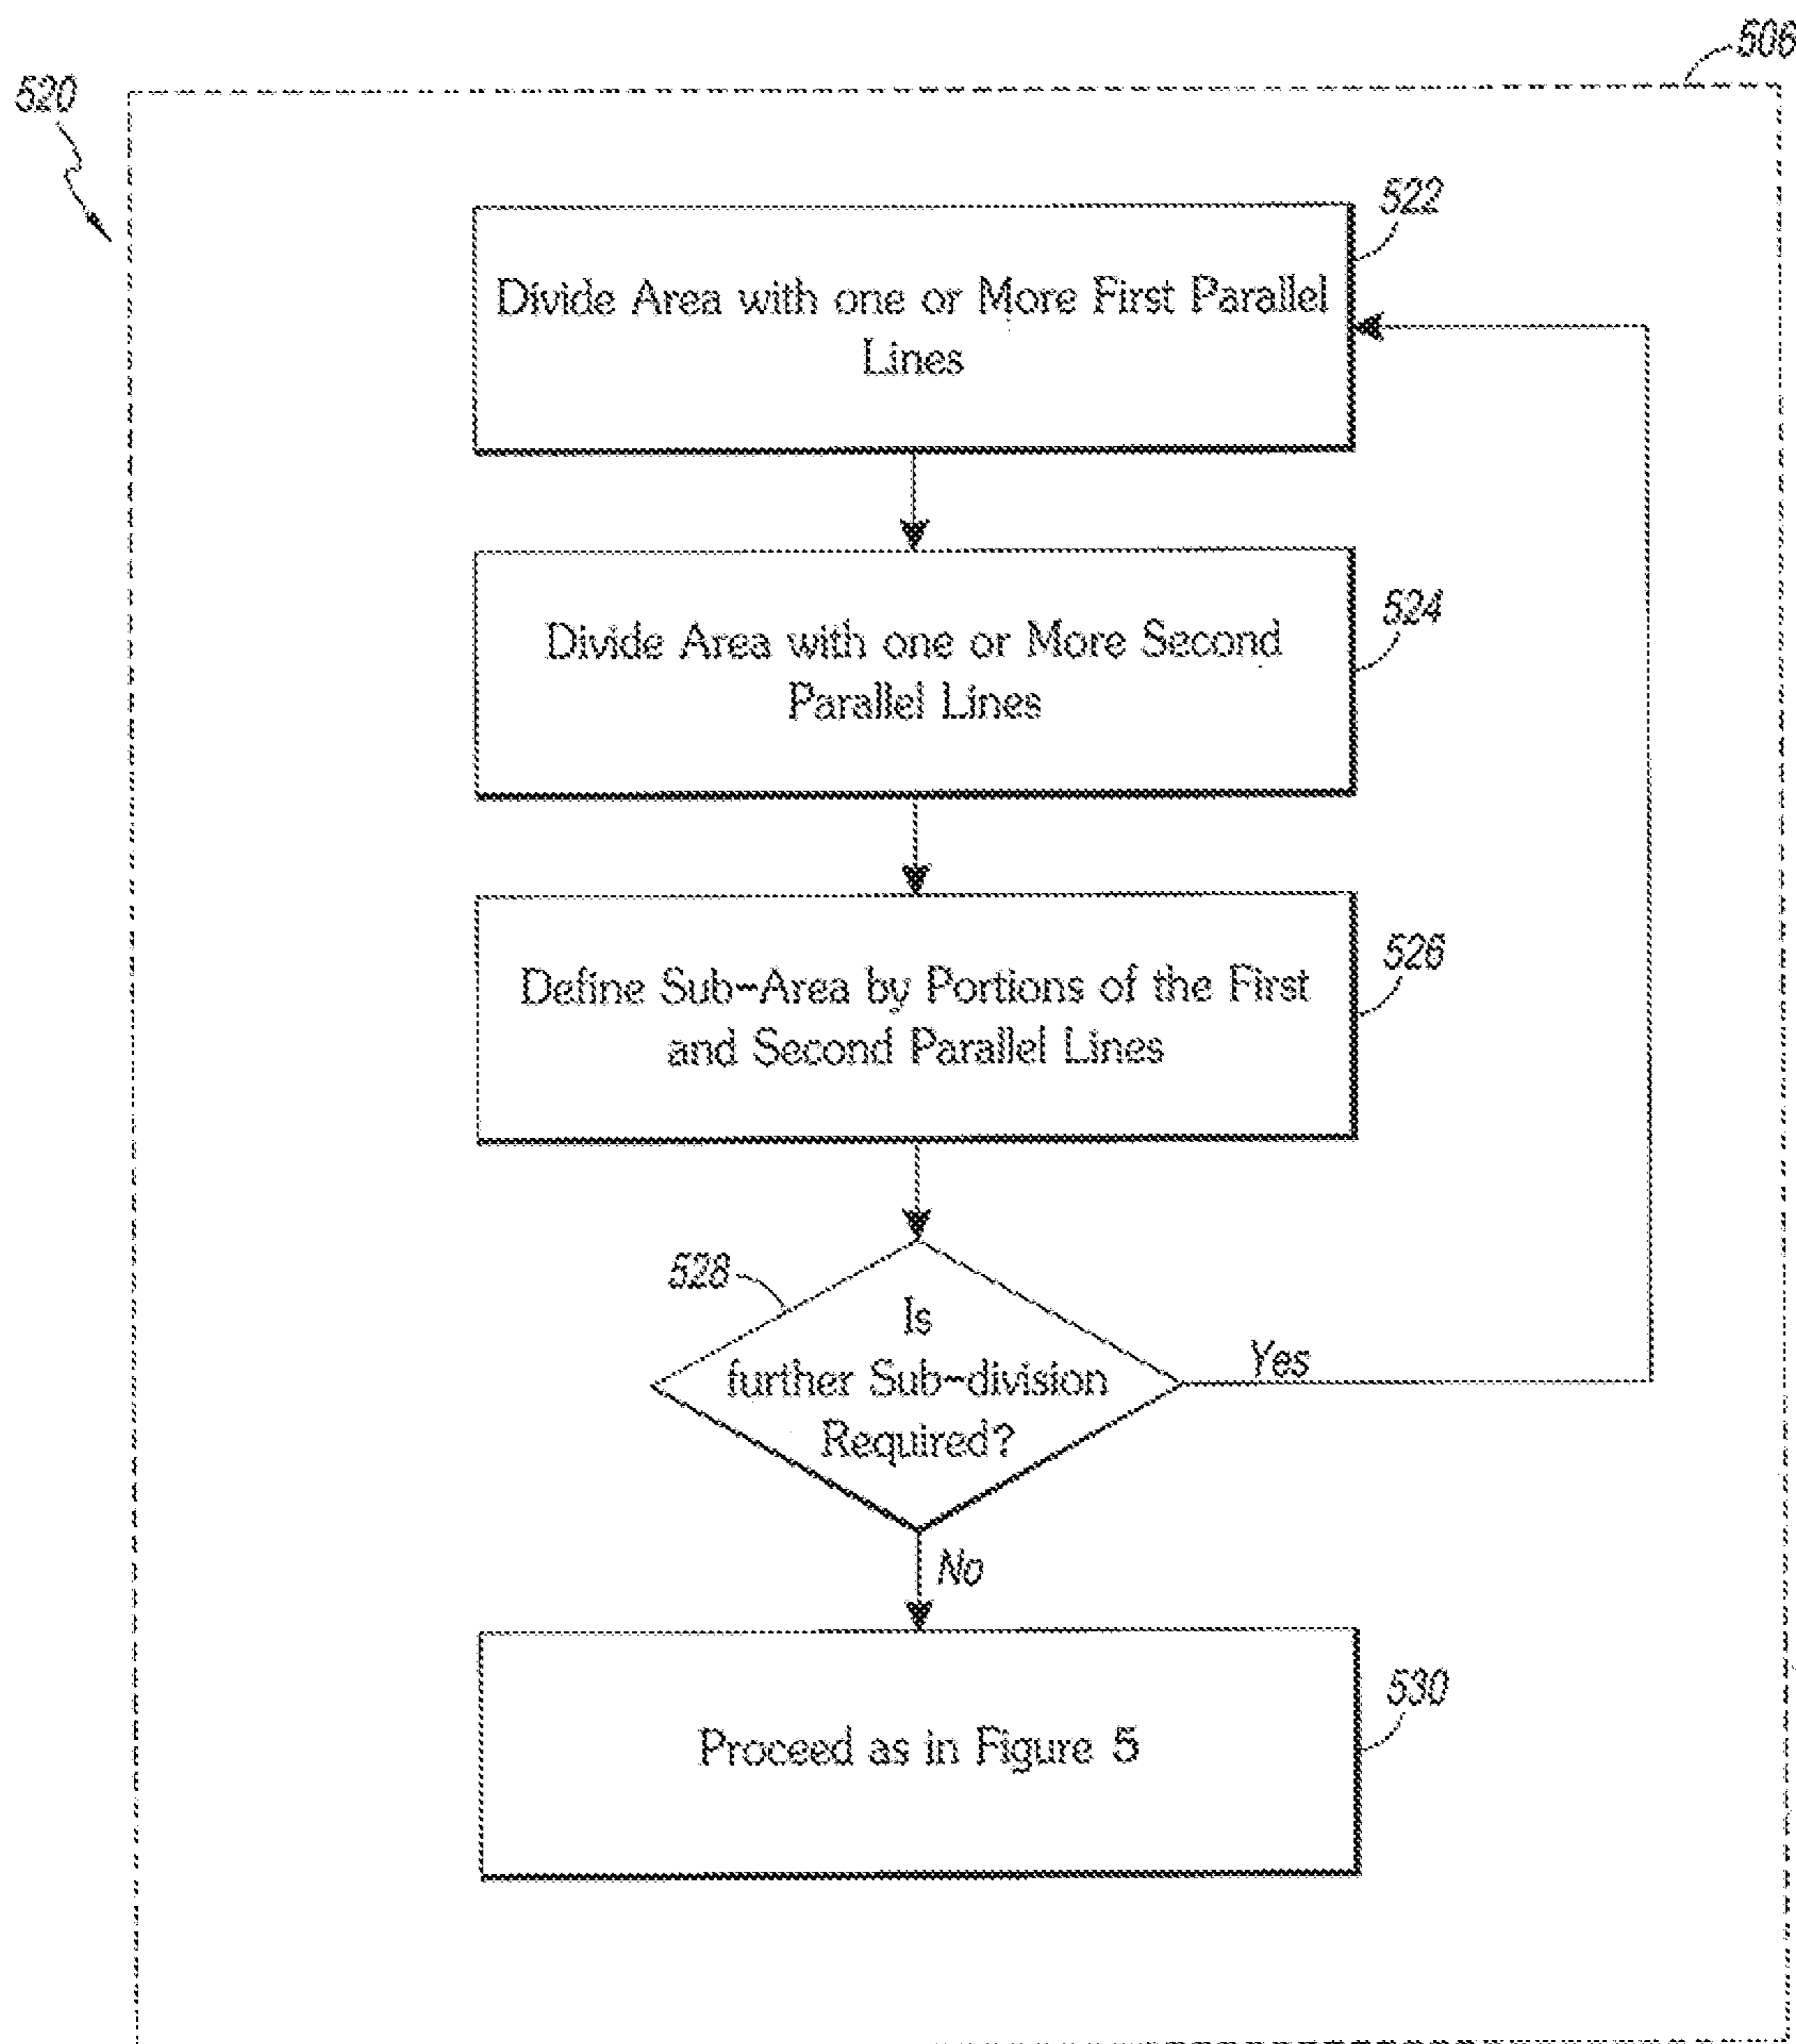 506
520
522
Divide Area with one or More First Parallel
Lines
524
Divide Area with one or More Second
Parallel Lines
526
Define Sub-Area by Portions of the First
and Second Parallel Lines
528
Is
further Sub-division
Required?
Yes
No
530
Proceed as in Figure 5